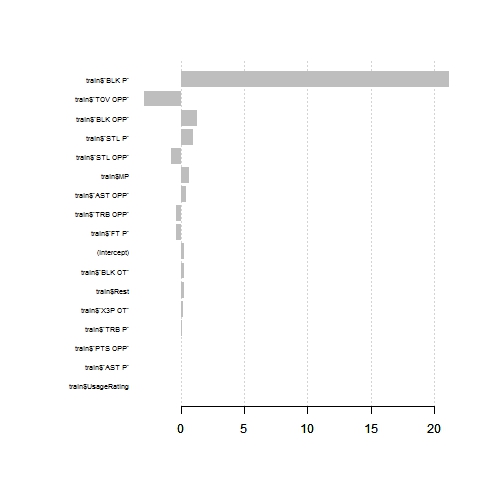 train$`BLK P`
train$`TOV OPP`
train$`BLK OPP`
train$`STL P`
train$`STL OPP`
train$MP
train$`AST OPP`
train$`TRB OPP`
train$`FT P`
(Intercept)
train$`BLK OT`
train$Rest
train$`X3P OT`
train$`TRB P`
train$`PTS OPP`
train$`AST P`
train$UsageRating
0 5 10 15 20